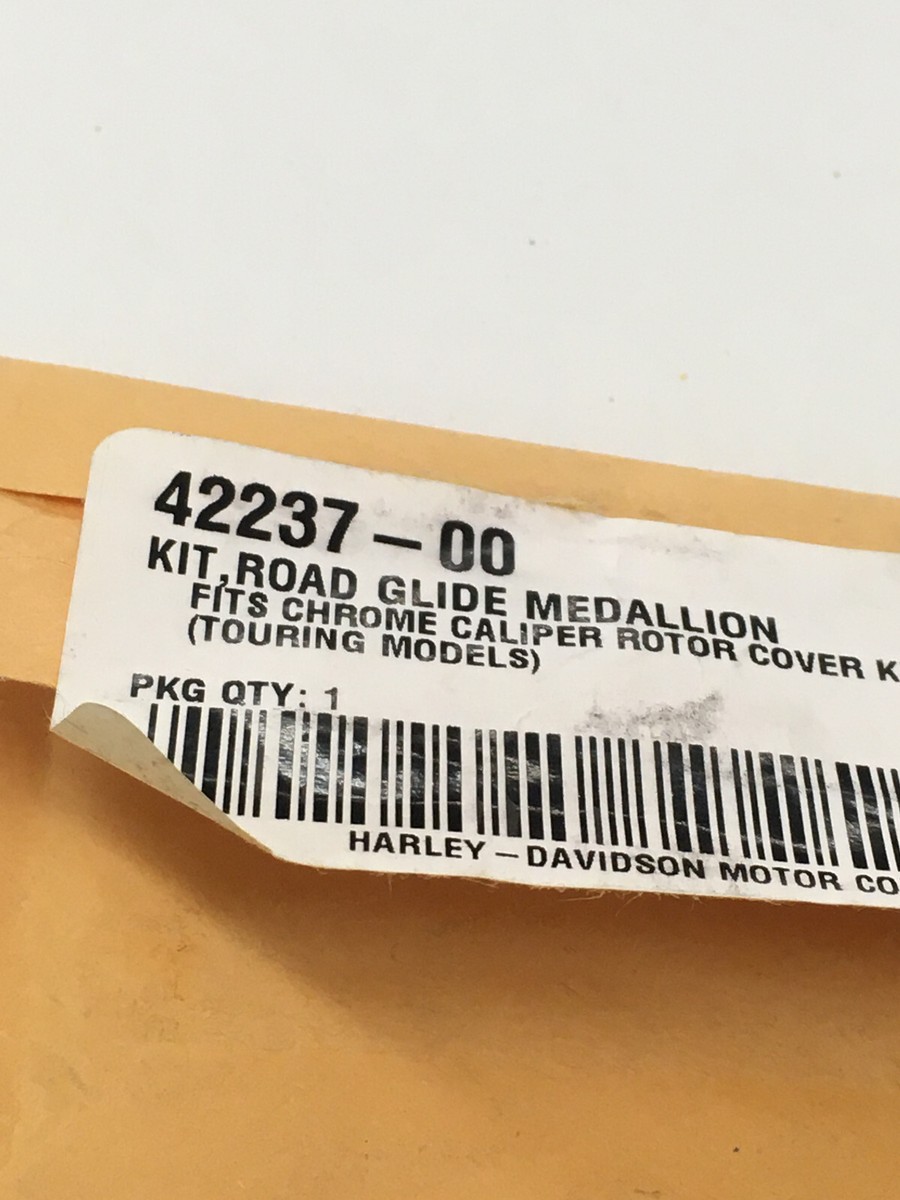 42237-00
KIT,ROAD GLIDE MEDALLION
FITS CHROME CALIPER ROTOR COVER K
(TOURING MODELS)
PKG QTY: 1
HARLEY-DAVIDSON MOTOR CO